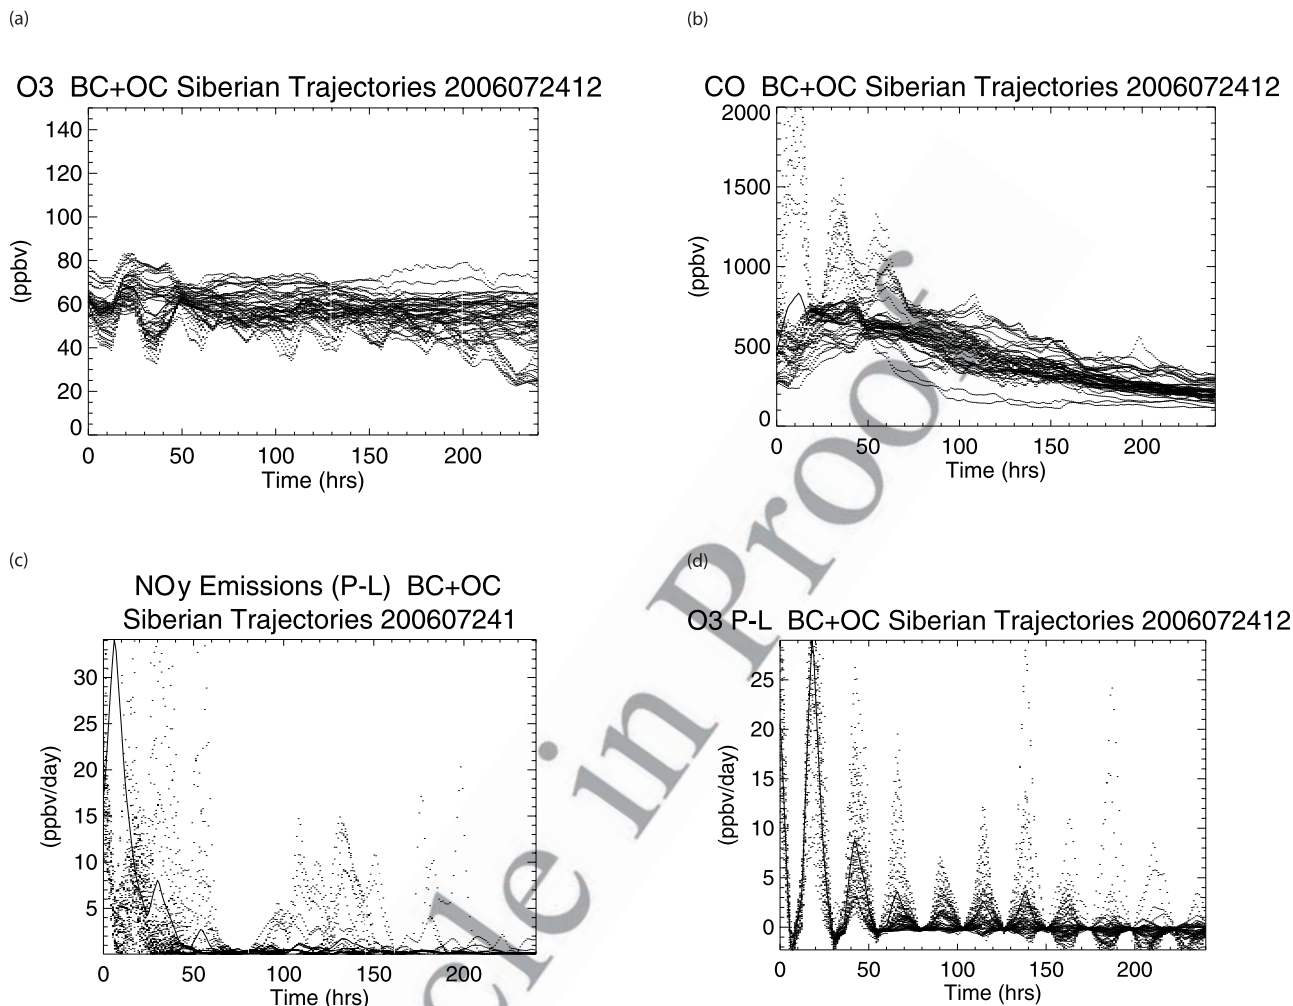 (a)
(b)
O3 BC+OC Siberian Trajectories 2006072412
CO BC+OC Siberian Trajectories 2006072412
140
120
100
80
60
40
20
0
(ppbv)
0 50 100 150 200
Time (hrs)
2000
1500
1000
500
0
(ppbv)
0 50 100 150 200
Time (hrs)
(c)
(d)
NOy Emissions (P-L) BC+OC
Siberian Trajectories 200607241
O3 P-L BC+OC Siberian Trajectories 2006072412
30
25
20
15
10
5
(ppbv/day)
0 50 100 150 200
Time (hrs)
25
20
15
10
5
0
(ppbv/day)
0 50 100 150 200
Time (hrs)
cle in Proof